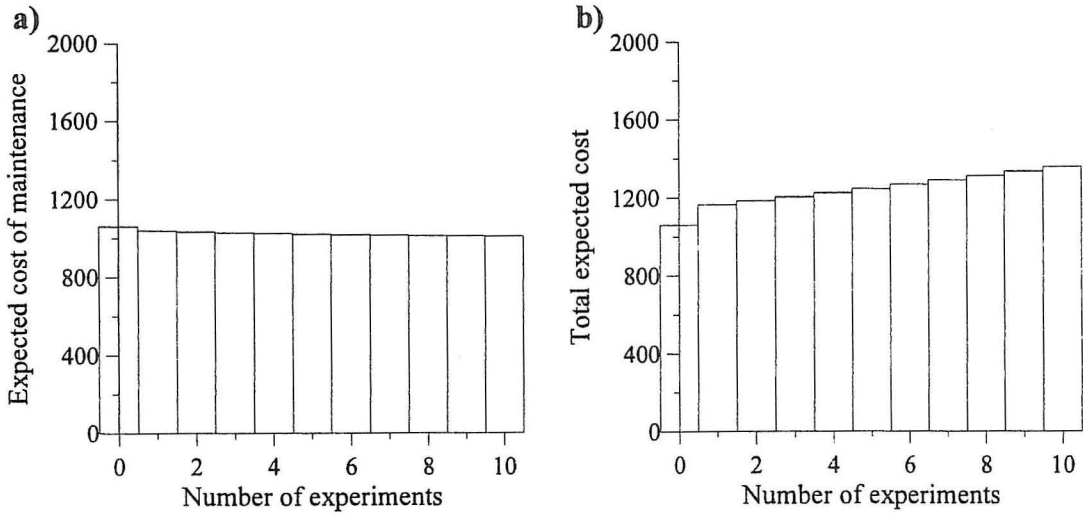 a)
Expected cost of maintenance
2000
1600
1200
800
400
0
0 2 4 6 8 10
Number of experiments
b)
Total expected cost
2000
1600
1200
800
400
0
0 2 4 6 8 10
Number of experiments